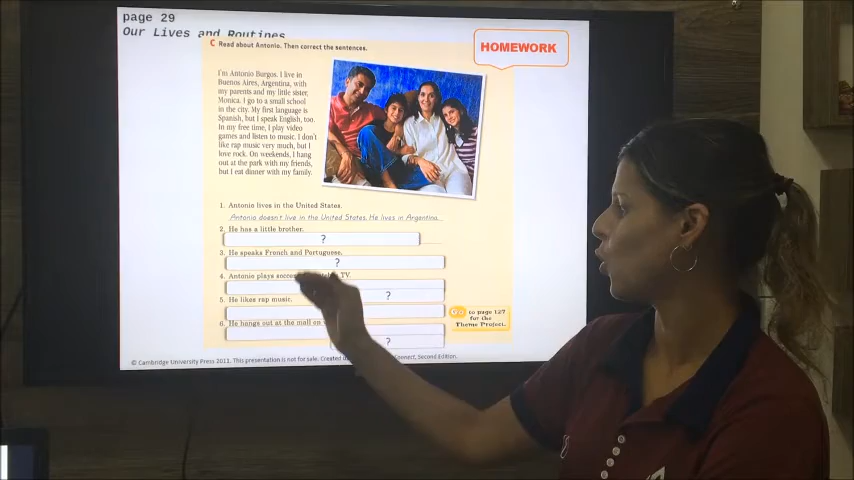 page 29
Our Lives and Routines
HOMEWORK
C Read about Antonio. Then correct the sentences.
I'm Antonio Burgos. I live in
Buenos Aires, Argentina, with
my parents and my little sister,
Monica. I go to a small school
in the city. My first language is
Spanish, but I speak English, too.
In my free time, I play video
games and listen to music. I don't
like rap music very much, but I
love rock. On weekends, I hang
out at the park with my friends,
but I eat dinner with my family.
1. Antonio lives in the United States.
Antonio doesn't live in the United States. He lives in Argentina.
2. He has a little brother.
?
3. He speaks French and Portuguese.
?
4. Antonio plays soccer TV.
?
5. He likes rap music.
6. He hangs out at the mall on
?
Go to page 127
for the
Theme Project.
© Cambridge University Press 2011. This presentation is not for sale. Created Connect, Second Edition.